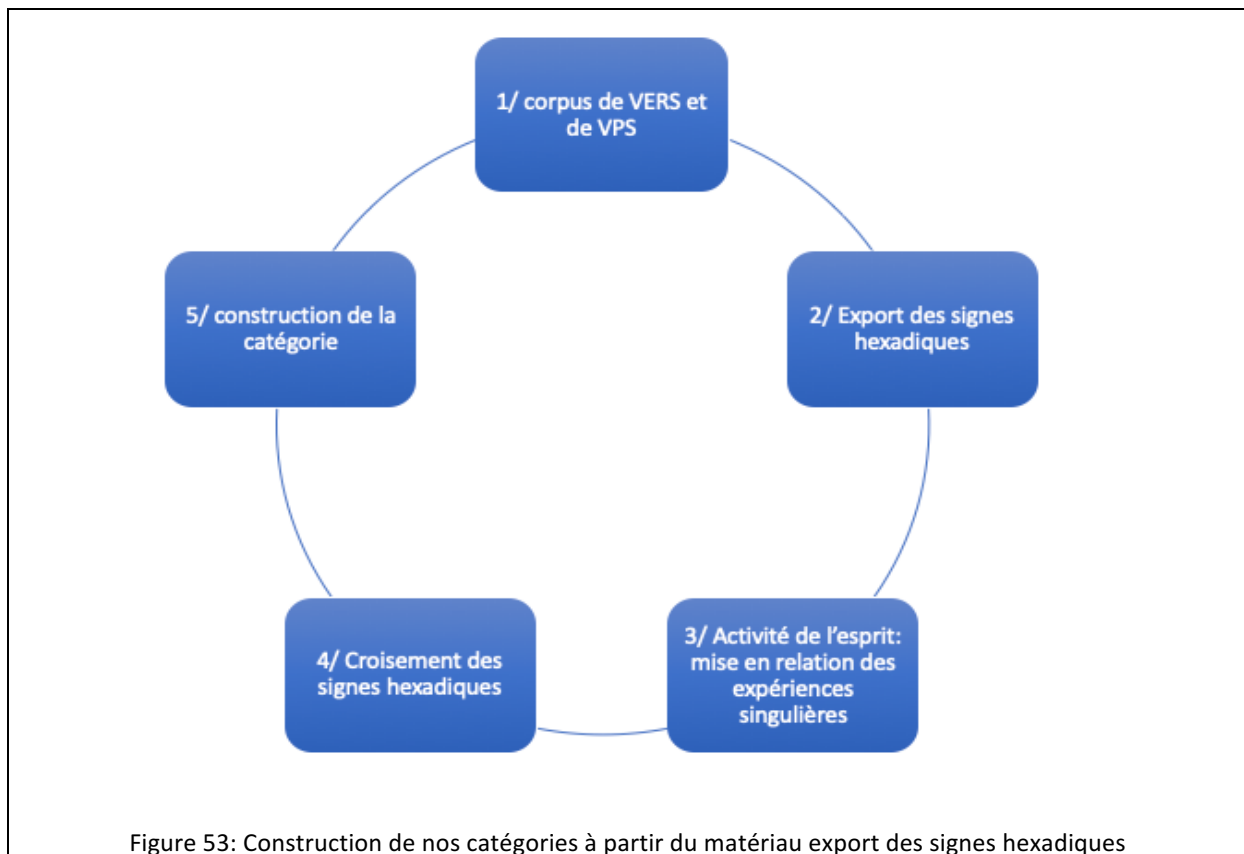 1/ corpus de VERS et
de VPS
2/ Export des signes
hexadiques
3/ Activité de l'esprit:
mise en relation des
expériences
singulières
4/ Croisement des
signes hexadiques
5/ construction de la
catégorie
Figure 53: Construction de nos catégories à partir du matériau export des signes hexadiques